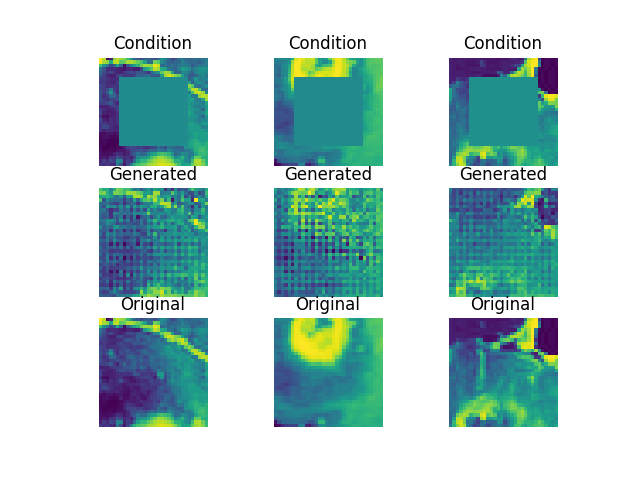 Condition Condition Condition
Generated Generated Generated
Original Original Original